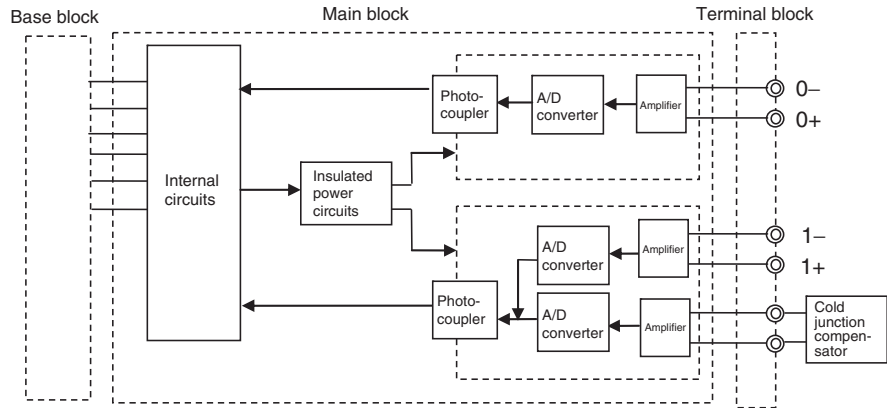 Base block
Main block
Terminal block
Internal
circuits
Insulated
power
circuits
Photo-
coupler
A/D
converter
Amplifier
0–
0+
A/D
converter
Amplifier
1–
1+
Photo-
coupler
A/D
converter
Amplifier
Cold
junction
compen-
sator